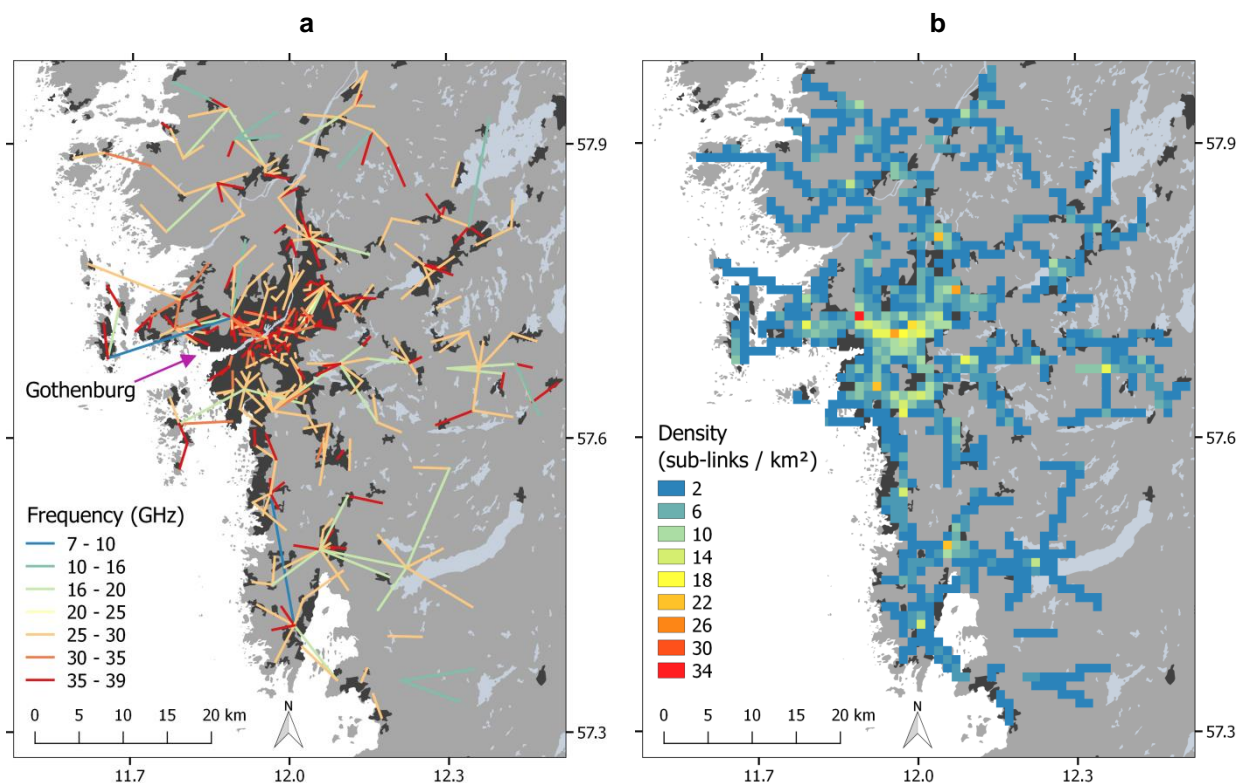 a
b
57.9
57.9
Gothenburg
57.6
57.6
Frequency (GHz)
7 - 10
10 - 16
16 - 20
20 - 25
25 - 30
30 - 35
35 - 39
Density
(sub-links / km²)
2
6
10
14
18
22
26
30
34
N
0 5 10 15 20 km
N
0 5 10 15 20 km
57.3
57.3
11.7 12.0 12.3
11.7 12.0 12.3